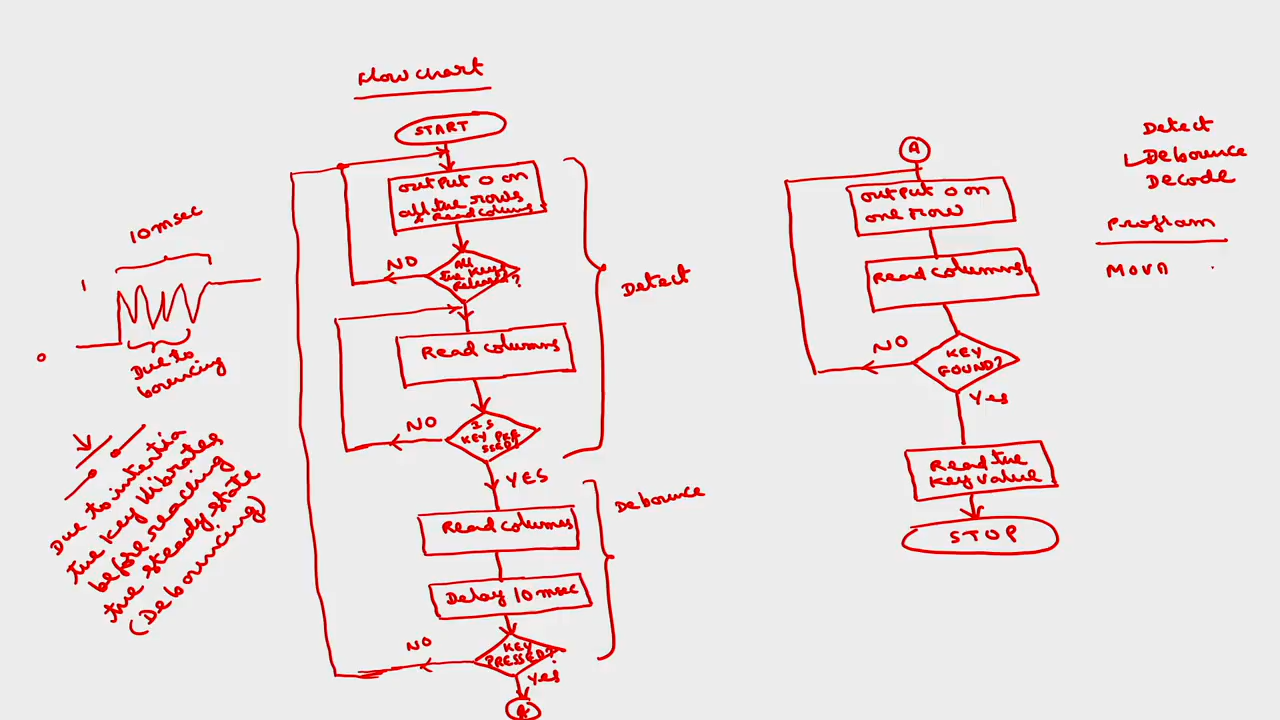 Flow chart
START
output 0 on
all the rows
& Read Columns
All
the Keys
Released?
NO
Read columns
IS
KEY PRE
SSED?
NO
YES
Detect
Read columns
Delay 10 msec
KEY
PRESSED?
NO
Yes
A
Debounce
10 msec
1
0
Due to
bouncing
Due to intertia
the key vibrates
before reaching
the steady state
(Debouncing)
A
output 0 on
one row
Read columns
KEY
FOUND?
NO
Yes
Read the
key value
STOP
Detect
Debounce
Decode
Program
MOV A